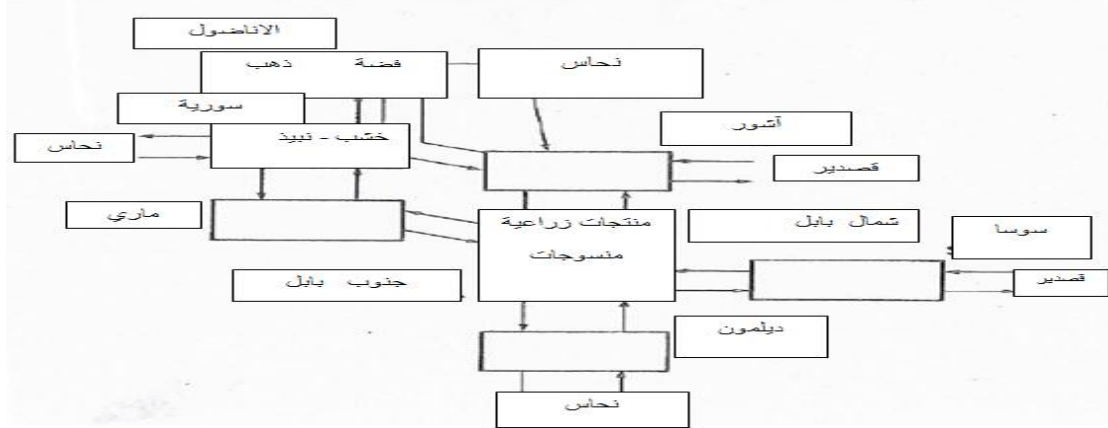 الاناضول
فضة ذهب
نحاس
سورية
خشب - نبيذ
آشور
نحاس
قصدير
ماري
منتجات زراعية
منسوجات
شمال بابل
سوسا
جنوب بابل
قصدير
ديلمون
نحاس